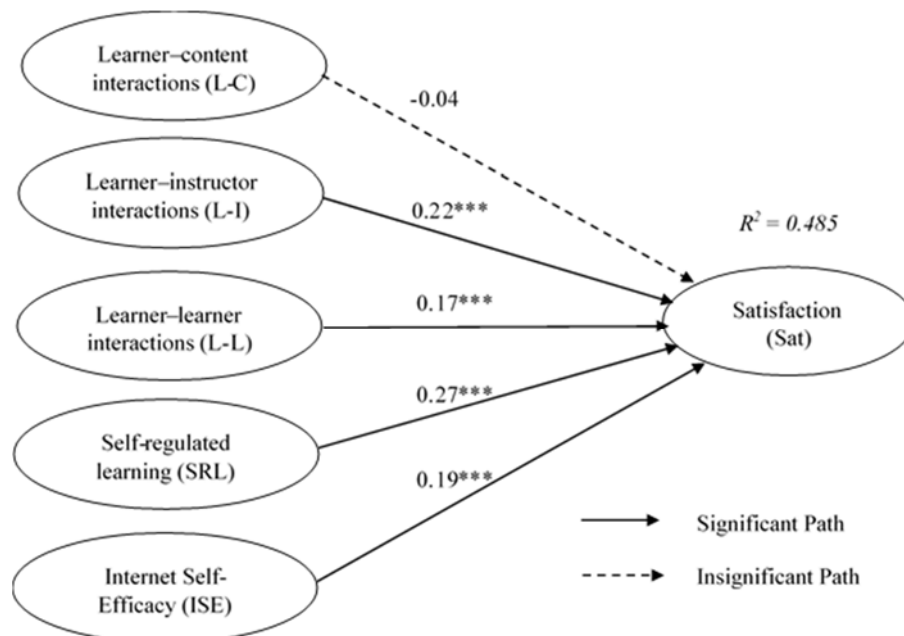 Learner–content
interactions (L-C)
-0.04
Learner–instructor
interactions (L-I)
0.22***
R² = 0.485
Learner–learner
interactions (L-L)
0.17***
Satisfaction
(Sat)
0.27***
Self-regulated
learning (SRL)
0.19***
Significant Path
Internet Self-
Efficacy (ISE)
Insignificant Path